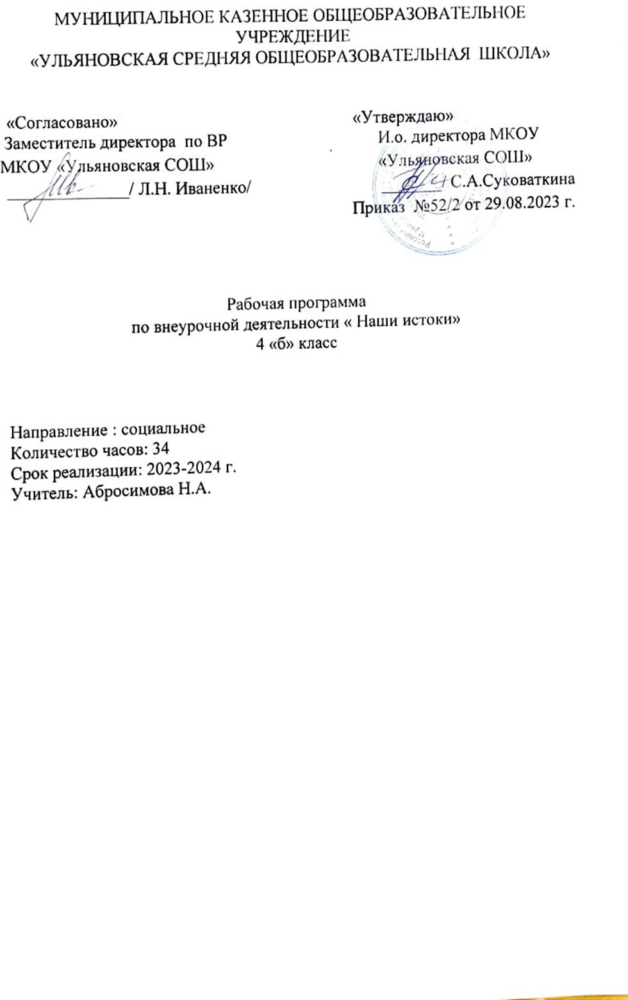 МУНИЦИПАЛЬНОЕ КАЗЕННОЕ ОБЩЕОБРАЗОВАТЕЛЬНОЕ
УЧРЕЖДЕНИЕ
«УЛЬЯНОВСКАЯ СРЕДНЯЯ ОБЩЕОБРАЗОВАТЕЛЬНАЯ ШКОЛА»
«Согласовано»
Заместитель директора по ВР
МКОУ «Ульяновская СОШ»
/ Л.Н. Иваненко/
«Утверждаю»
И.о. директора МКОУ
«Ульяновская СОШ»
С.А.Суковаткина
Приказ №52/2 от 29.08.2023 г.
Рабочая программа
по внеурочной деятельности « Наши истоки»
4 «б» класс
Направление : социальное
Количество часов: 34
Срок реализации: 2023-2024 г.
Учитель: Абросимова Н.А.